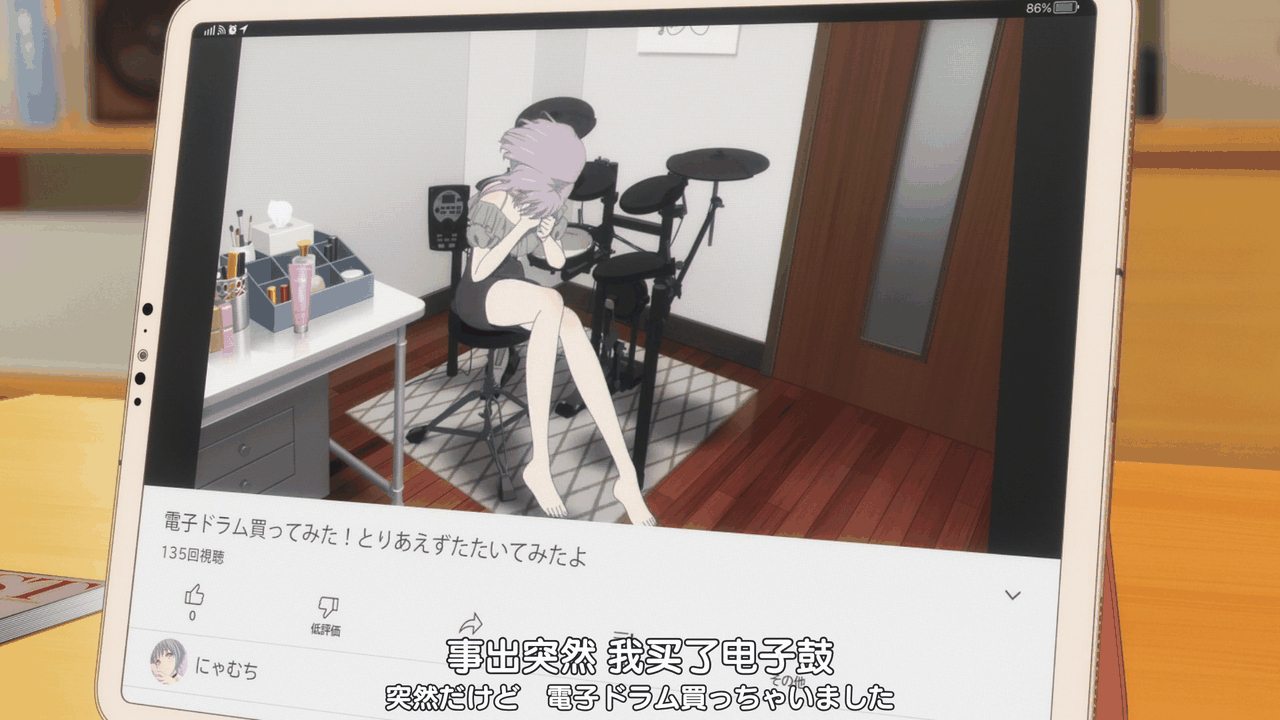 86%
電子ドラム買ってみた！とりあえずたたいてみたよ
135回視聴
0
低評価
その他
にゃむち
事出突然 我买了电子鼓
突然だけど 電子ドラム買っちゃいました